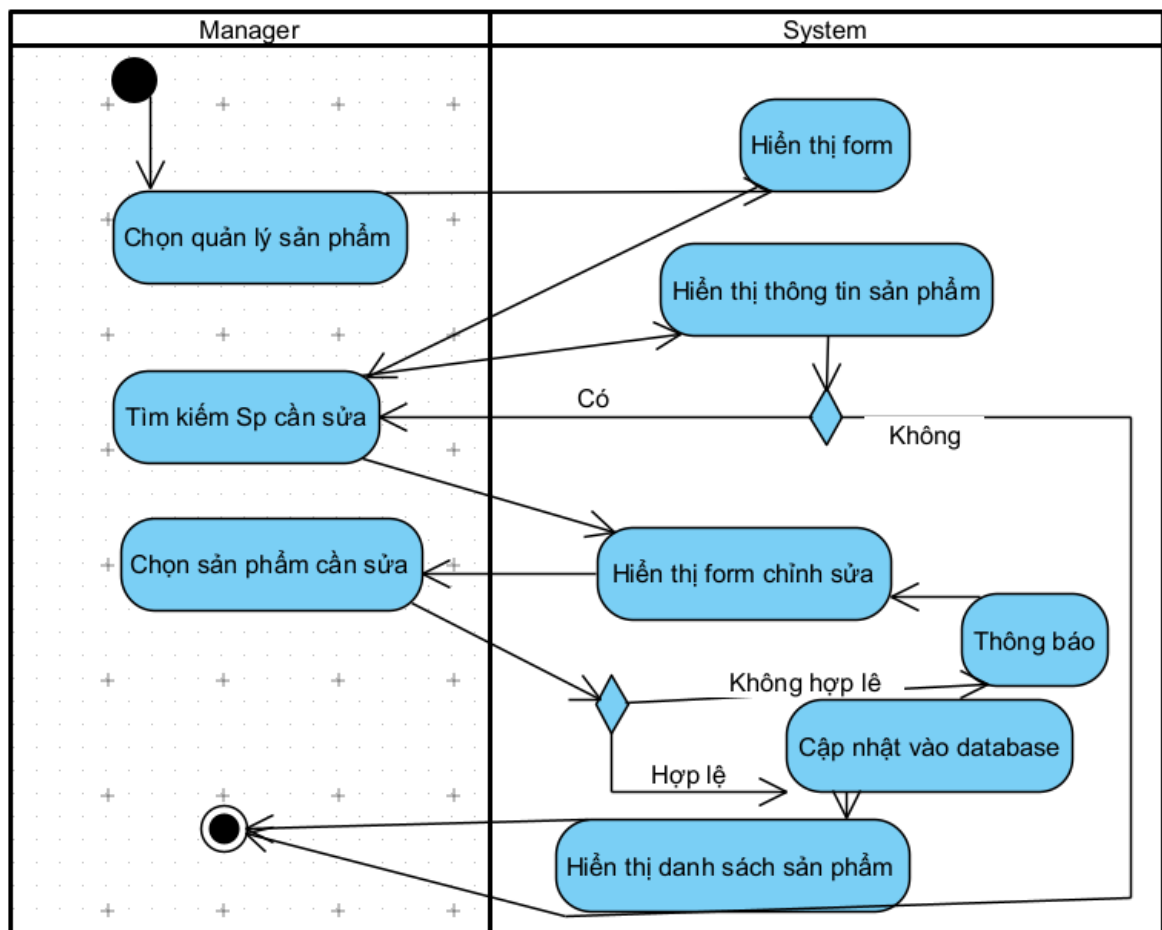 Manager
System
Hiển thị form
Chọn quản lý sản phẩm
Hiển thị thông tin sản phẩm
Tìm kiếm Sp cần sửa
Có
Không
Chọn sản phẩm cần sửa
Hiển thị form chỉnh sửa
Thông báo
Không hợp lê
Cập nhật vào database
Hợp lệ
Hiển thị danh sách sản phẩm